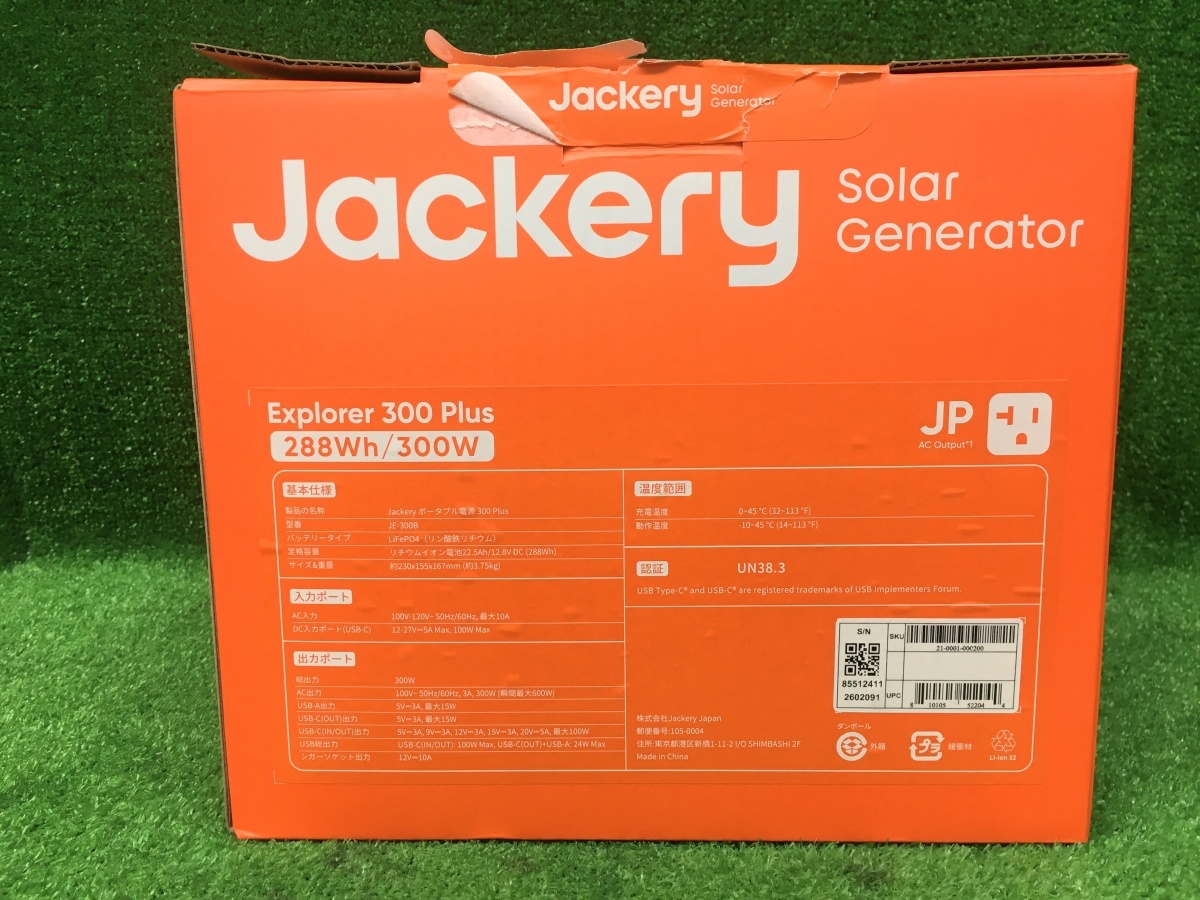 Jackery Solar
Generator
Jackery Solar
Generator
Explorer 300 Plus
288Wh/300W
JP
AC Output*1
基本仕様
製品の名称 Jackery ポータブル電源 300 Plus
型番 JE-300B
バッテリータイプ LiFePO4（リン酸鉄リチウム）
定格容量 リチウムイオン電池22.5Ah/12.8V DC (288Wh)
サイズ&重量 約230x155x167mm (約3.75kg)
入力ポート
AC入力 100V-120V~ 50Hz/60Hz, 最大10A
DC入力ポート(USB-C) 12-27V⎓5A Max, 100W Max
出力ポート
総出力 300W
AC出力 100V~ 50Hz/60Hz, 3A, 300W (瞬間最大600W)
USB-A出力 5V⎓3A, 最大15W
USB-C(OUT)出力 5V⎓3A, 最大15W
USB-C(IN/OUT)出力 5V⎓3A, 9V⎓3A, 12V⎓3A, 15V⎓3A, 20V⎓5A, 最大100W
USB総出力 USB-C(IN/OUT): 100W Max, USB-C(OUT)+USB-A: 24W Max
シガーソケット出力 12V⎓10A
温度範囲
充電温度 0~45 °C (32~113 °F)
動作温度 -10~45 °C (14~113 °F)
認証 UN38.3
USB Type-C® and USB-C® are registered trademarks of USB Implementers Forum.
株式会社Jackery Japan
郵便番号:105-0004
住所:東京都港区新橋1-11-2 I/O SHIMBASHI 2F
Made in China
S/N
85512411
2602091
SKU
21-0001-000200
UPC
8 10105 52204 4
ダンボール
外箱
プラ
緩衝材
Li-ion 32